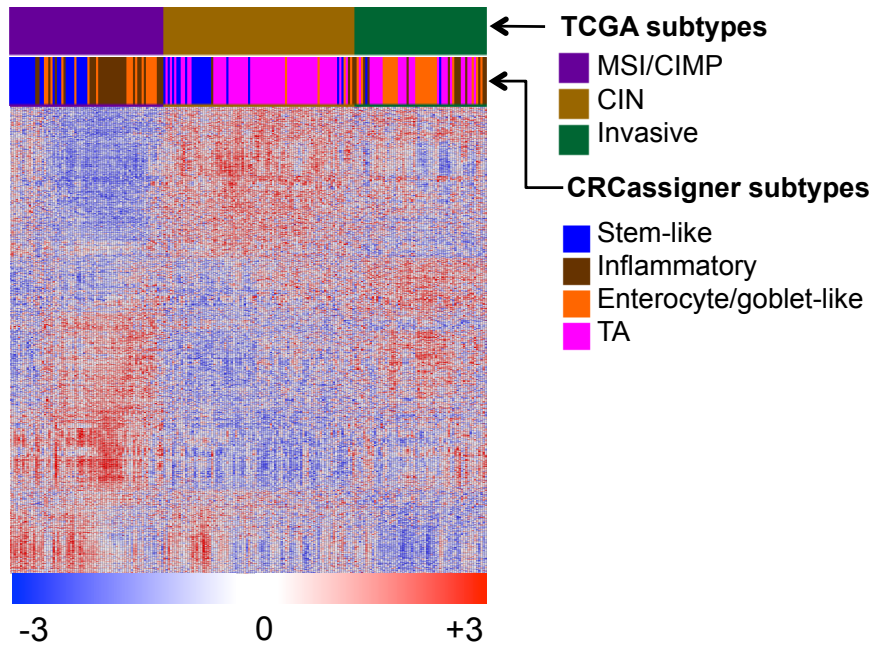 TCGA subtypes
MSI/CIMP
CIN
Invasive
CRCassigner subtypes
Stem-like
Inflammatory
Enterocyte/goblet-like
TA
-3 0 +3